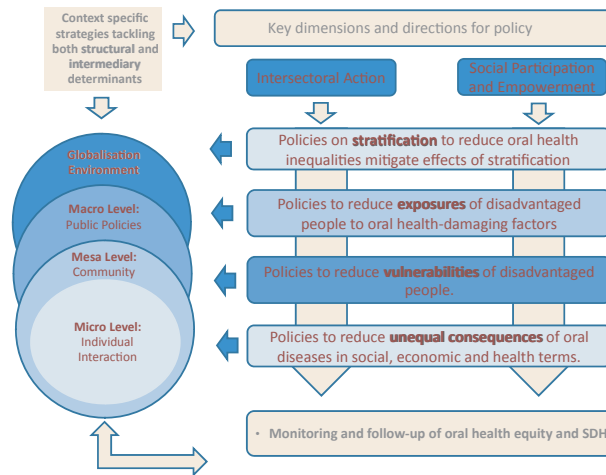 Context specific
strategies tackling
both structural and
intermediary
determinants
Key dimensions and directions for policy
Intersectoral Action
Social Participation
and Empowerment
Globalisation
Environment
Macro Level:
Public Policies
Mesa Level:
Community
Micro Level:
Individual
Interaction
Policies on stratification to reduce oral health
inequalities mitigate effects of stratification
Policies to reduce exposures of disadvantaged
people to oral health-damaging factors
Policies to reduce vulnerabilities of disadvantaged
people.
Policies to reduce unequal consequences of oral
diseases in social, economic and health terms.
• Monitoring and follow-up of oral health equity and SDH